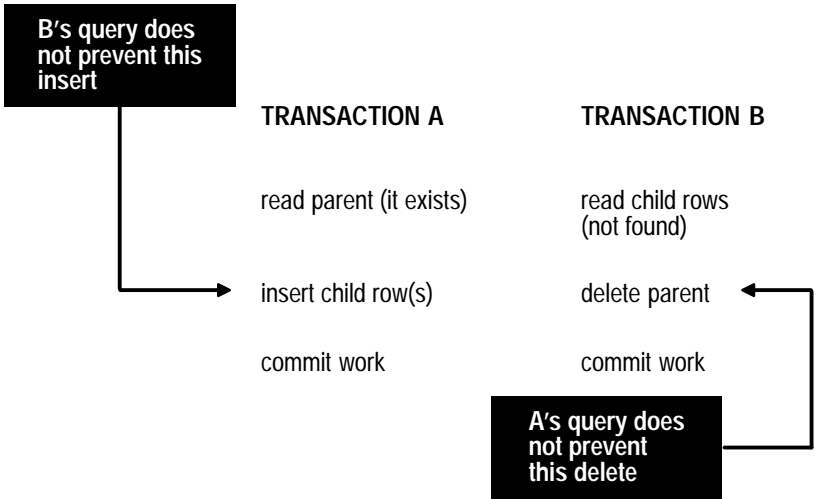 B's query does
not prevent this
insert
TRANSACTION A
TRANSACTION B
read parent (it exists)
read child rows
(not found)
insert child row(s)
delete parent
commit work
commit work
A's query does
not prevent
this delete